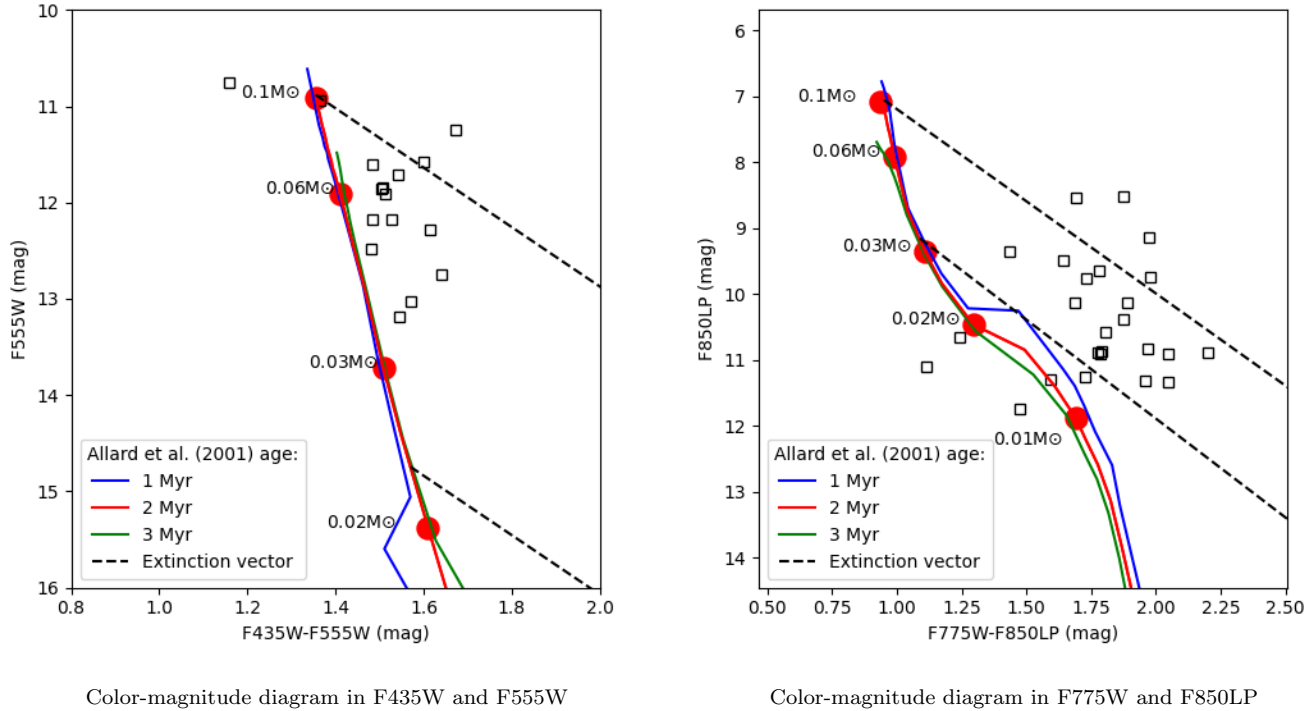 10
11
12
13
14
15
16
F555W (mag)
0.8
1.0
1.2
1.4
1.6
1.8
2.0
F435W-F555W (mag)
0.1M⊙
0.06M⊙
0.03M⊙
0.02M⊙
Allard et al. (2001) age:
1 Myr
2 Myr
3 Myr
Extinction vector
Color-magnitude diagram in F435W and F555W
6
7
8
9
10
11
12
13
14
F850LP (mag)
0.50
0.75
1.00
1.25
1.50
1.75
2.00
2.25
2.50
F775W-F850LP (mag)
0.1M⊙
0.06M⊙
0.03M⊙
0.02M⊙
0.01M⊙
Allard et al. (2001) age:
1 Myr
2 Myr
3 Myr
Extinction vector
Color-magnitude diagram in F775W and F850LP